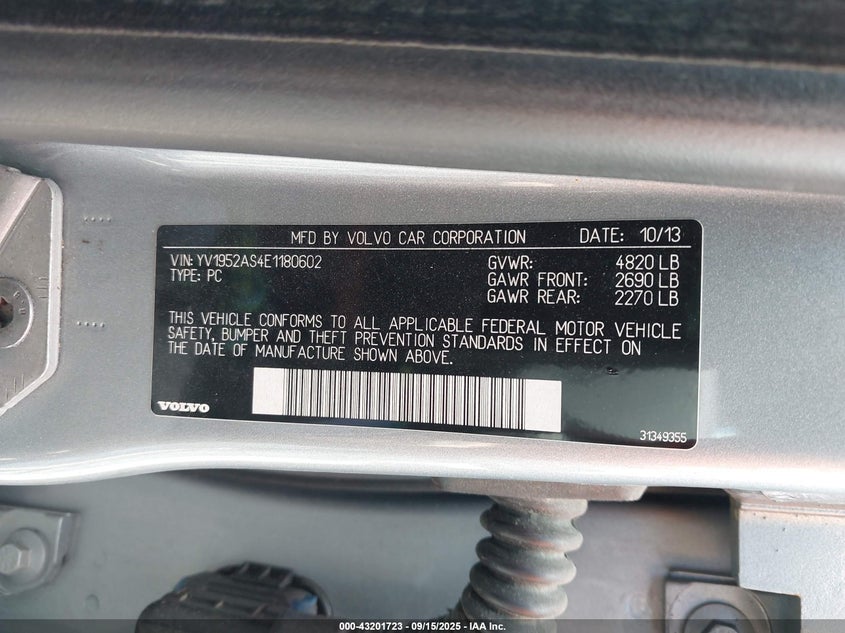 MFD BY VOLVO CAR CORPORATION DATE: 10/13
VIN: YV1952AS4E1180602 GVWR: 4820 LB
TYPE: PC GAWR FRONT: 2690 LB
GAWR REAR: 2270 LB
THIS VEHICLE CONFORMS TO ALL APPLICABLE FEDERAL MOTOR VEHICLE
SAFETY, BUMPER AND THEFT PREVENTION STANDARDS IN EFFECT ON
THE DATE OF MANUFACTURE SHOWN ABOVE.
VOLVO
31349355
000-43201723 - 09/15/2025 - IAA Inc.